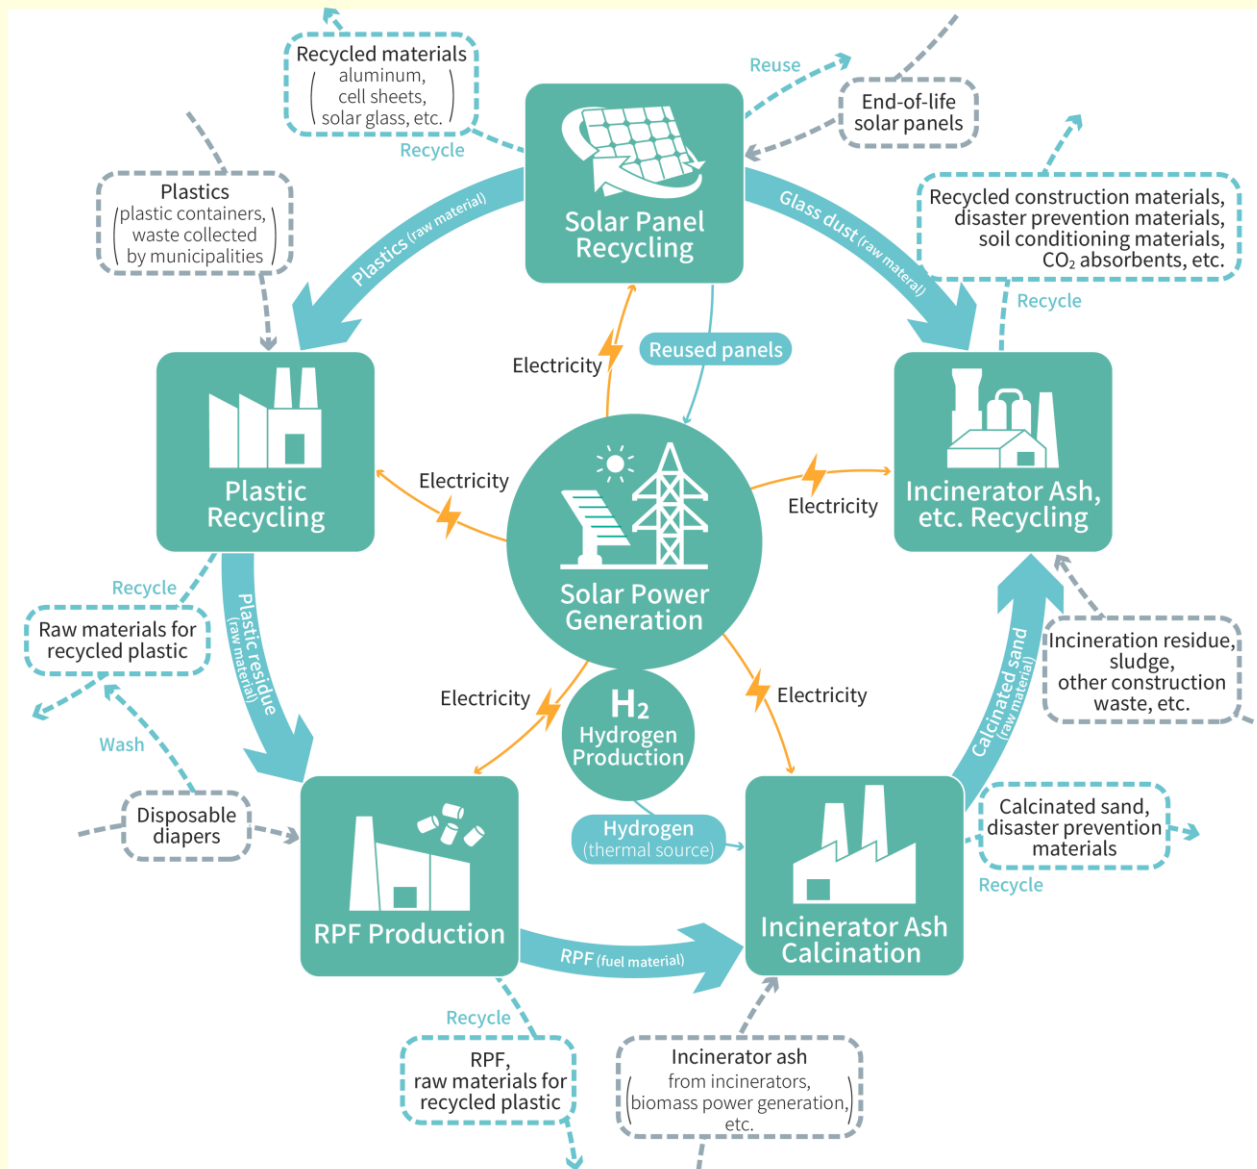 Recycled materials
aluminum,
cell sheets,
solar glass, etc.
Recycle
Reuse
End-of-life
solar panels
Solar Panel
Recycling
Plastics
plastic containers,
waste collected
by municipalities
Plastics (raw material)
Glass dust (raw materal)
Recycled construction materials,
disaster prevention materials,
soil conditioning materials,
CO₂ absorbents, etc.
Recycle
Electricity
Reused panels
Plastic
Recycling
Electricity
Electricity
Incinerator Ash,
etc. Recycling
Solar Power
Generation
Recycle
Raw materials for
recycled plastic
Plastic residue
(raw material)
Wash
Disposable
diapers
Electricity
H₂
Hydrogen
Production
Electricity
Calcinated sand
(raw material)
Incineration residue,
sludge,
other construction
waste, etc.
Hydrogen
(thermal source)
Calcinated sand,
disaster prevention
materials
Recycle
RPF Production
RPF (fuel material)
Incinerator Ash
Calcination
Recycle
RPF,
raw materials for
recycled plastic
Incinerator ash
from incinerators,
biomass power generation,
etc.